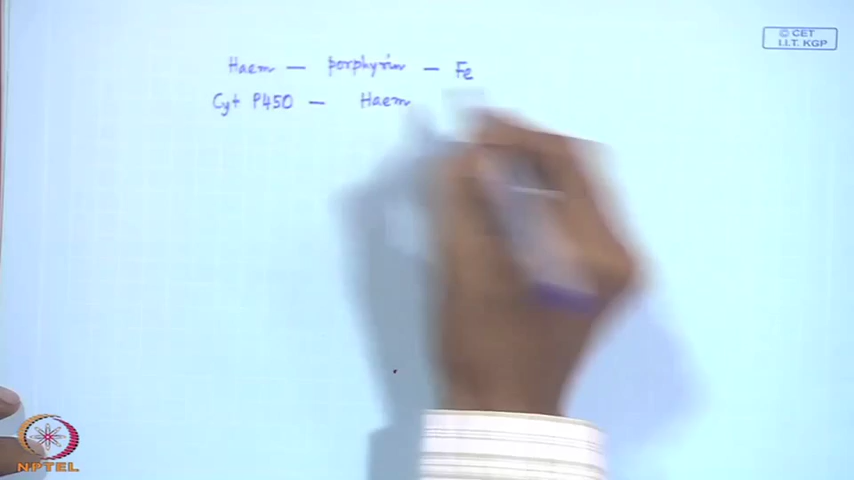 © CET
I.I.T. KGP
Haem — porphyrin — Fe
Cyt P450 — Haem
NPTEL